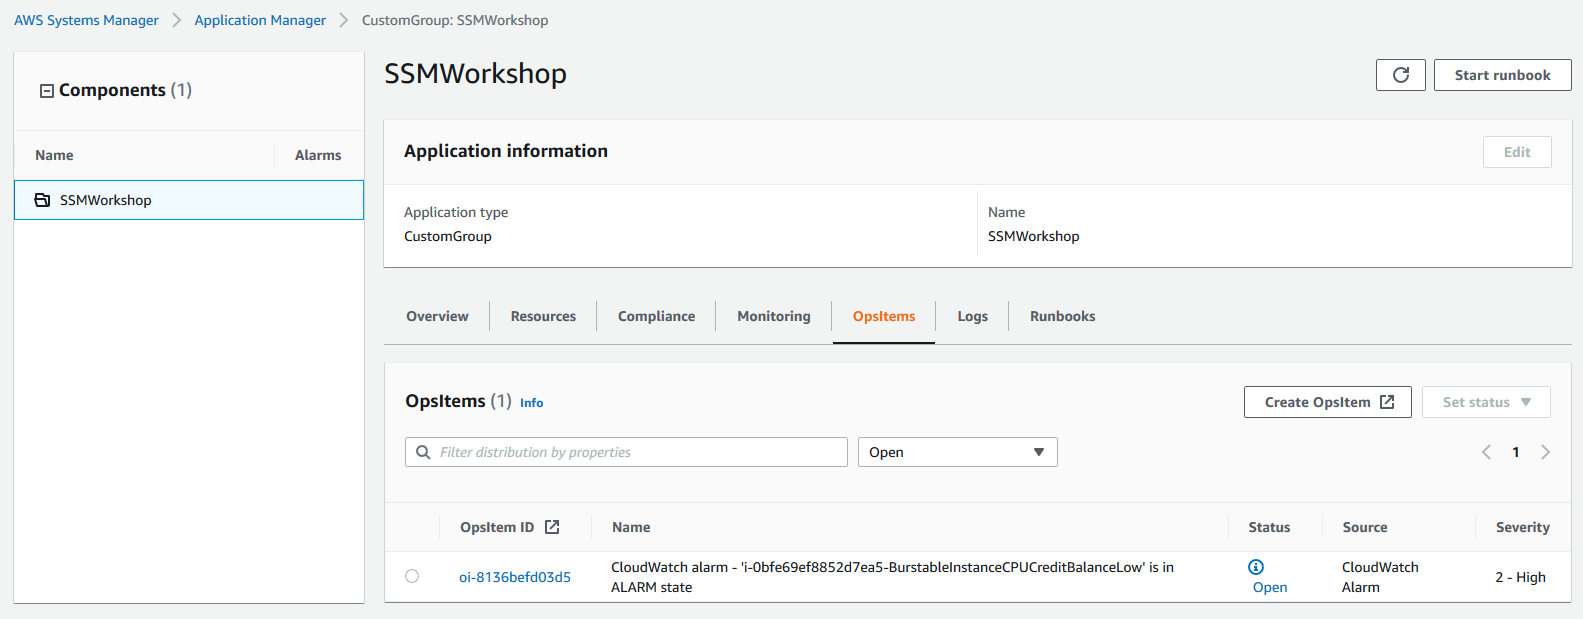 AWS Systems Manager > Application Manager > CustomGroup: SSMWorkshop
Components (1)
Name Alarms
SSMWorkshop
SSMWorkshop
Start runbook
Application information
Edit
Application type
CustomGroup
Name
SSMWorkshop
Overview Resources Compliance Monitoring OpsItems Logs Runbooks
OpsItems (1) Info
Create OpsItem
Set status
Filter distribution by properties
Open
1
OpsItem ID Name Status Source Severity
oi-8136befd03d5
CloudWatch alarm - 'i-0bfe69ef8852d7ea5-BurstableInstanceCPUCreditBalanceLow' is in
ALARM state
Open
CloudWatch
Alarm
2 - High